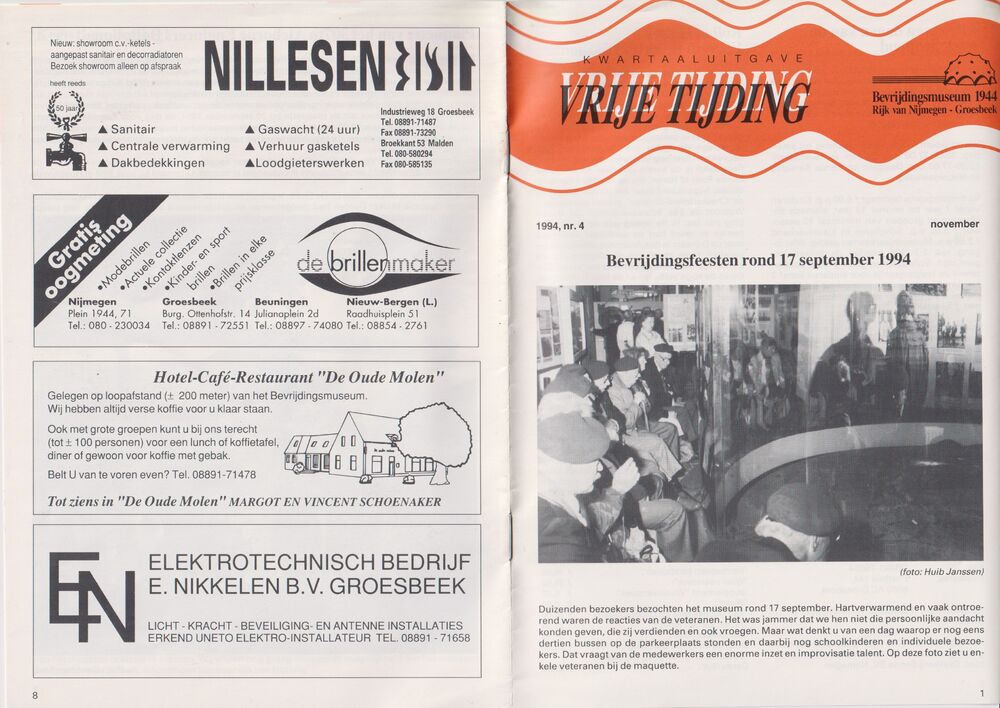 Nieuw: showroom c.v.-ketels -
aangepast sanitair en decorradiatoren
Bezoek showroom alleen op afspraak
heeft reeds
50 jaar
NILLESEN
Industrieweg 18 Groesbeek
Tel. 08891-71487
Fax 08891-73290
Broekkant 53 Malden
Tel. 080-580294
Fax 080-585135
▲ Sanitair
▲ Centrale verwarming
▲ Dakbedekkingen
▲ Gaswacht (24 uur)
▲ Verhuur gasketels
▲Loodgieterswerken
Gratis
oogmeting
•Modebrillen
•Actuele collectie
•Kontaktlenzen
•Kinder- en sport
brillen
•Brillen in elke
prijsklasse
de brillenmaker
Nijmegen
Plein 1944, 71
Tel.: 080 - 230034
Groesbeek
Burg. Ottenhofstr. 14
Tel.: 08891 - 72551
Beuningen
Julianaplein 2d
Tel.: 08897 - 74080
Nieuw-Bergen (L.)
Raadhuisplein 51
Tel.: 08854 - 2761
Hotel-Café-Restaurant "De Oude Molen"
Gelegen op loopafstand (± 200 meter) van het Bevrijdingsmuseum.
Wij hebben altijd verse koffie voor u klaar staan.
Ook met grote groepen kunt u bij ons terecht
(tot ± 100 personen) voor een lunch of koffietafel,
diner of gewoon voor koffie met gebak.
Belt U van te voren even? Tel. 08891-71478
Tot ziens in "De Oude Molen" MARGOT EN VINCENT SCHOENAKER
EN
ELEKTROTECHNISCH BEDRIJF
E. NIKKELEN B.V. GROESBEEK
LICHT - KRACHT - BEVEILIGING- EN ANTENNE INSTALLATIES
ERKEND UNETO ELEKTRO-INSTALLATEUR TEL. 08891 - 71658
8
KWARTAALUITGAVE
VRIJE TIJDING
Bevrijdingsmuseum 1944
Rijk van Nijmegen - Groesbeek
1994, nr. 4
november
Bevrijdingsfeesten rond 17 september 1994
(foto: Huib Janssen)
Duizenden bezoekers bezochten het museum rond 17 september. Hartverwarmend en vaak ontroe-
rend waren de reacties van de veteranen. Het was jammer dat we hen niet die persoonlijke aandacht
konden geven, die zij verdienden en ook vroegen. Maar wat denkt u van een dag waarop er nog eens
dertien bussen op de parkeerplaats stonden en daarbij nog schoolkinderen en individuele bezoe-
kers. Dat vraagt van de medewerkers een enorme inzet en improvisatie talent. Op deze foto ziet u en-
kele veteranen bij de maquette.
1